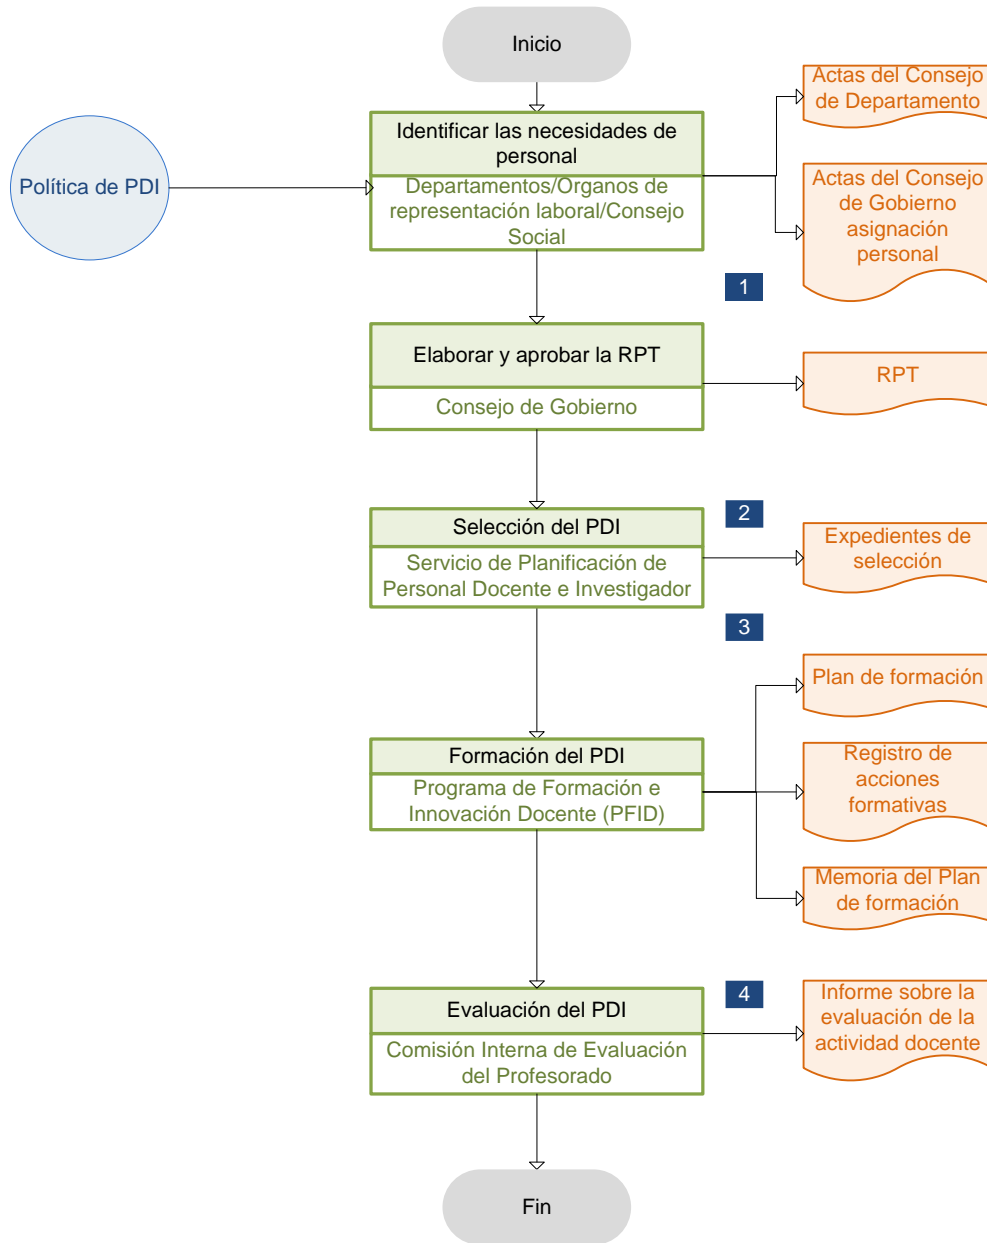 Inicio
Actas del Consejo
de Departamento
Identificar las necesidades de
personal
Departamentos/Organos de
representación laboral/Consejo
Social
Política de PDI
Actas del Consejo
de Gobierno
asignación
personal
1
Elaborar y aprobar la RPT
Consejo de Gobierno
RPT
2
Selección del PDI
Servicio de Planificación de
Personal Docente e Investigador
Expedientes de
selección
3
Plan de formación
Formación del PDI
Programa de Formación e
Innovación Docente (PFID)
Registro de
acciones
formativas
Memoria del Plan
de formación
4
Evaluación del PDI
Comisión Interna de Evaluación
del Profesorado
Informe sobre la
evaluación de la
actividad docente
Fin